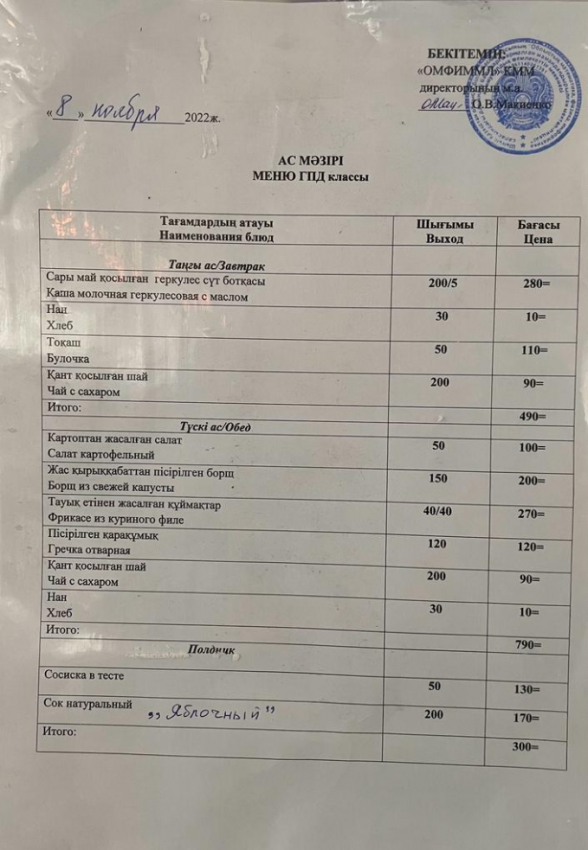 БЕКІТЕМІН:
«ОМФИММЛ» КММ
директорының м.а.
О.В.Макиенко
« 8 » ноября 2022ж.
АС МӘЗІРІ
МЕНЮ ГПД классы
Тағамдардың атауы Шығымы Бағасы
Наименования блюд Выход Цена
Таңғы ас/Завтрак
Сары май қосылған геркулес сүт ботқасы 200/5 280=
Каша молочная геркулесовая с маслом
Нан 30 10=
Хлеб
Тоқаш 50 110=
Булочка
Қант қосылған шай 200 90=
Чай с сахаром
Итого: 490=
Түскі ас/Обед
Картоптан жасалған салат 50 100=
Салат картофельный
Жас қырыққабаттан пісірілген борщ 150 200=
Борщ из свежей капусты
Тауық етінен жасалған құймақтар 40/40 270=
Фрикасе из куриного филе
Пісірілген қарақұмық 120 120=
Гречка отварная
Қант қосылған шай 200 90=
Чай с сахаром
Нан 30 10=
Хлеб
Итого: 790=
Полдник
Сосиска в тесте 50 130=
Сок натуральный „Яблочный" 200 170=
Итого: 300=